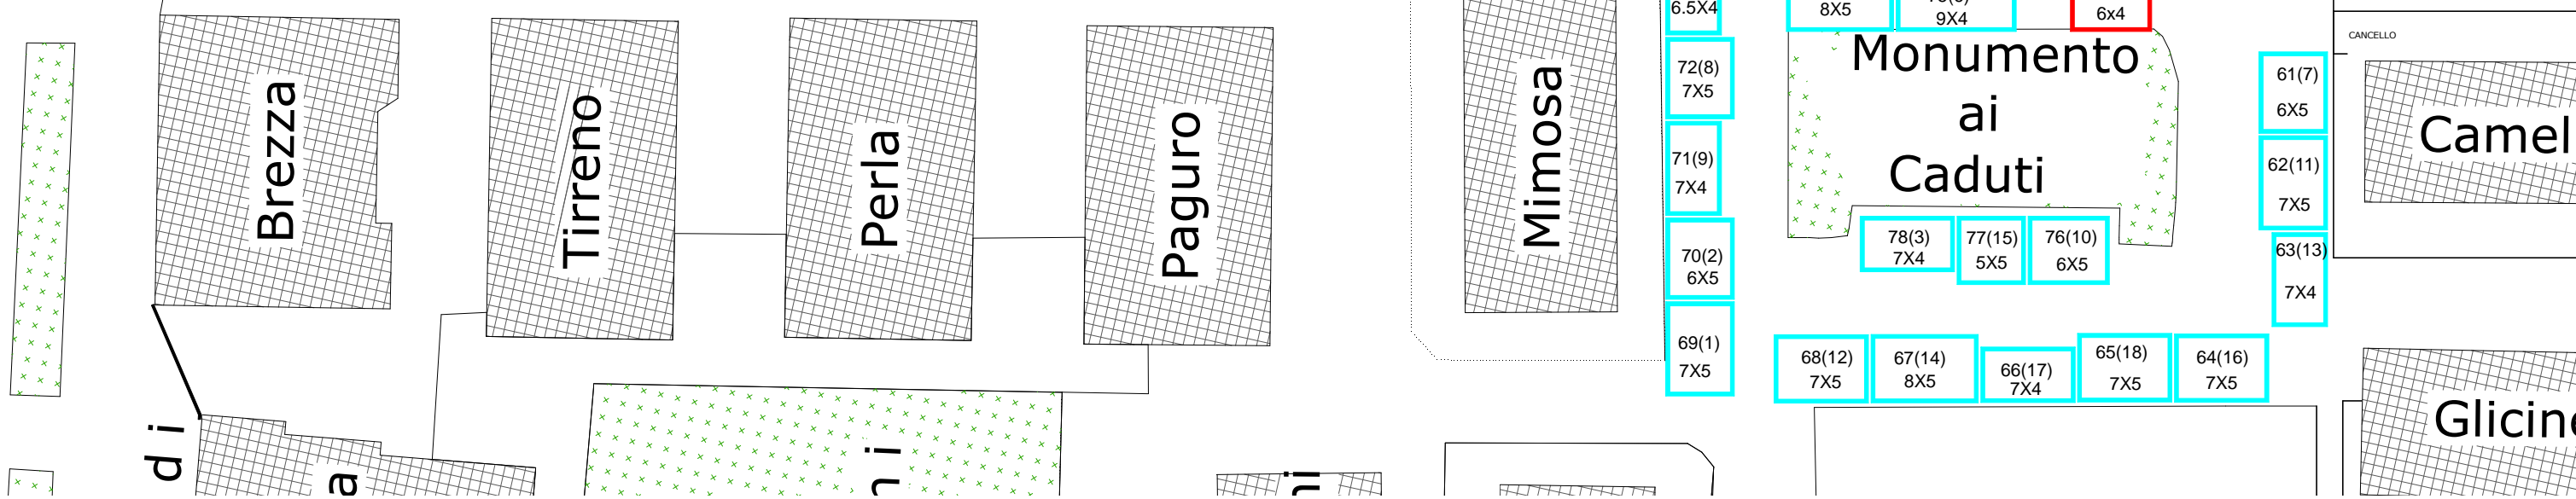 Brezza
Tirreno
Perla
Paguro
Mimosa
6.5X4
72(8)
7X5
71(9)
7X4
70(2)
6X5
69(1)
7X5
8X5
9X4
6x4
Monumento
ai
Caduti
78(3)
7X4
77(15)
5X5
76(10)
6X5
68(12)
7X5
67(14)
8X5
66(17)
7X4
65(18)
7X5
64(16)
7X5
61(7)
6X5
62(11)
7X5
63(13)
7X4
CANCELLO
Camel
Glicin
di
a
ni
ni